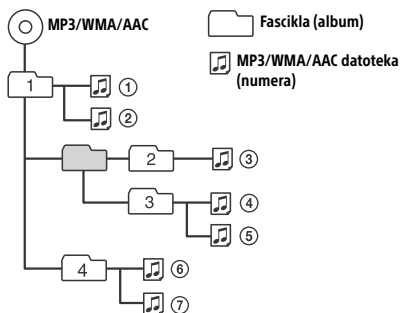 MP3/WMA/AAC
Fascikla (album)
MP3/WMA/AAC datoteka
(numera)
1
①
②
2
③
3
④
⑤
4
⑥
⑦